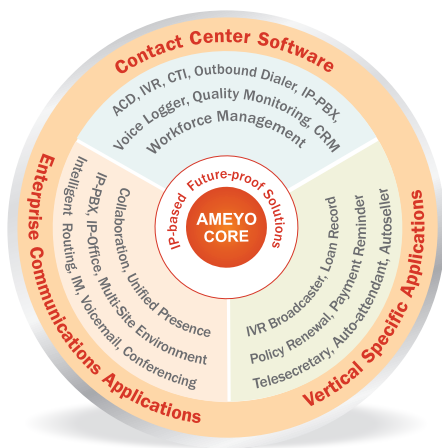 Contact Center Software
ACD, IVR, CTI, Outbound Dialer, IP-PBX,
Voice Logger, Quality Monitoring, CRM
Workforce Management
IP-based Future-proof Solutions
AMEYO
CORE
Enterprise Communications Applications
Collaboration, Unified Presence
IP-PBX, IP-Office, Multi-Site Environment
Intelligent Routing, IM, Voicemail, Conferencing
Vertical Specific Applications
IVR Broadcaster, Loan Record
Policy Renewal, Payment Reminder
Telesecretary, Auto-attendant, Autoseller